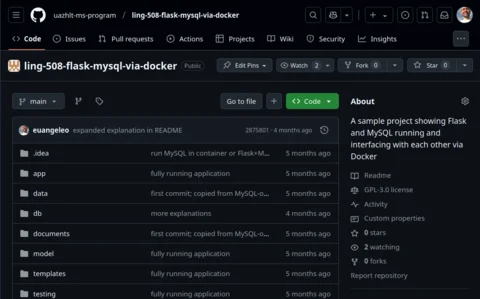 uazhlt-ms-program / ling-508-flask-mysql-via-docker
Code Issues Pull requests Actions Projects Wiki Security Insights
ling-508-flask-mysql-via-docker Public Edit Pins Watch 2 Fork 0 Star 0
main Go to file Code
euangeleo expanded explanation in README 2875801 · 4 months ago
.idea run MySQL in container or Flask+M... 5 months ago
app fully running application 5 months ago
data first commit; copied from MySQL-o... 5 months ago
db more explanations 4 months ago
documents first commit; copied from MySQL-o... 5 months ago
model fully running application 5 months ago
templates fully running application 5 months ago
testing fully running application 5 months ago
About
A sample project showing Flask
and MySQL running and
interfacing with each other via
Docker
Readme
GPL-3.0 license
Activity
Custom properties
0 stars
2 watching
0 forks
Report repository